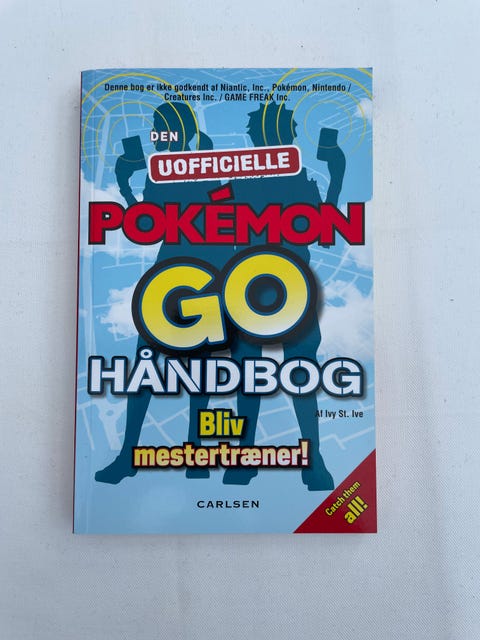 Denne bog er ikke godkendt af Niantic, Inc., Pokémon, Nintendo /
Creatures Inc. / GAME FREAK Inc.
DEN
UOFFICIELLE
POKÉMON
GO
HÅNDBOG
Af Ivy St. Ive
Bliv
mestertræner!
CARLSEN
Catch them
all!